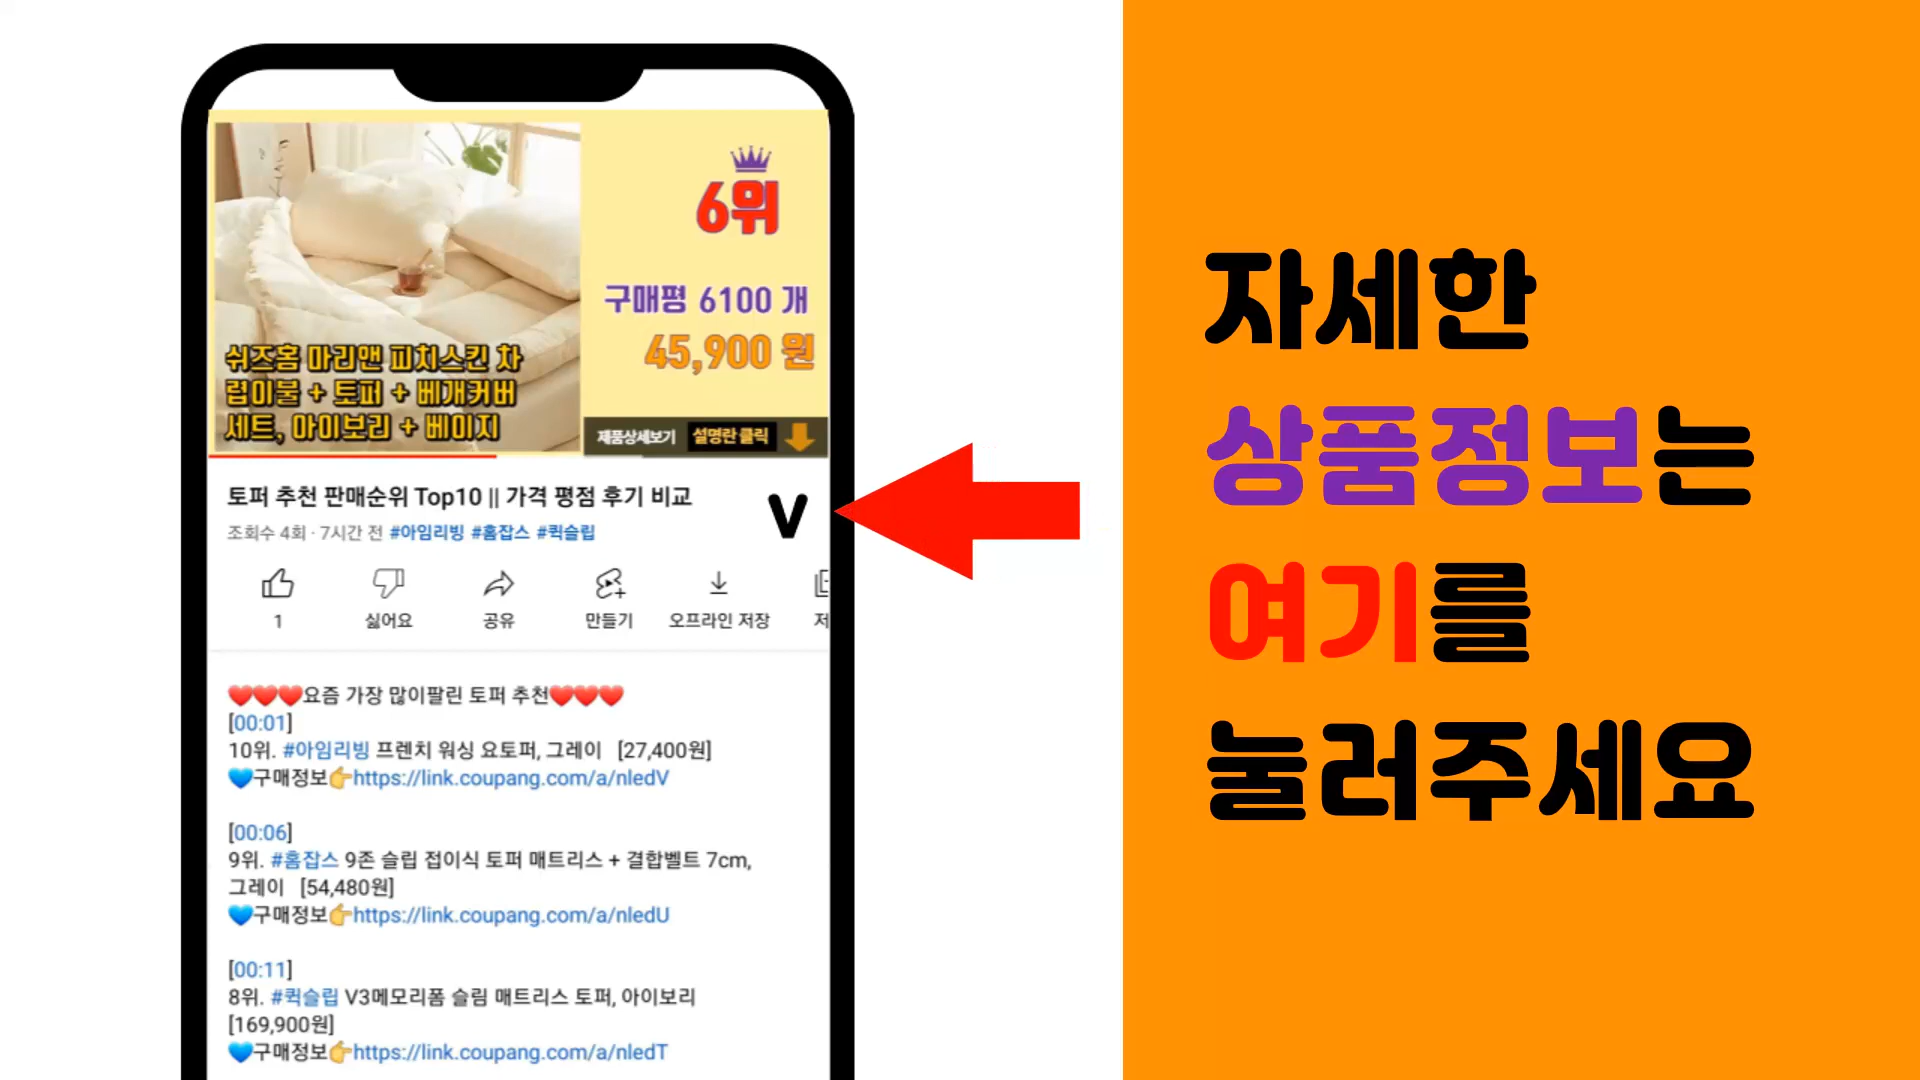 6위
구매평 6100 개
45,900 원
쉬즈홈 마리앤 피치스킨 차
렵이불 + 토퍼 + 베개커버
세트, 아이보리 + 베이지
제품상세보기 설명란 클릭
토퍼 추천 판매순위 Top10 || 가격 평점 후기 비교
V
조회수 4회 · 7시간 전 #아임리빙 #홈잡스 #퀵슬립
1 싫어요 공유 만들기 오프라인 저장 저
❤❤❤요즘 가장 많이팔린 토퍼 추천❤❤❤
[00:01]
10위. #아임리빙 프렌치 워싱 요토퍼, 그레이 [27,400원]
💙구매정보👉https://link.coupang.com/a/nledV
[00:06]
9위. #홈잡스 9존 슬립 접이식 토퍼 매트리스 + 결합벨트 7cm,
그레이 [54,480원]
💙구매정보👉https://link.coupang.com/a/nledU
[00:11]
8위. #퀵슬립 V3메모리폼 슬림 매트리스 토퍼, 아이보리
[169,900원]
💙구매정보👉https://link.coupang.com/a/nledT
자세한
상품정보는
여기를
눌러주세요